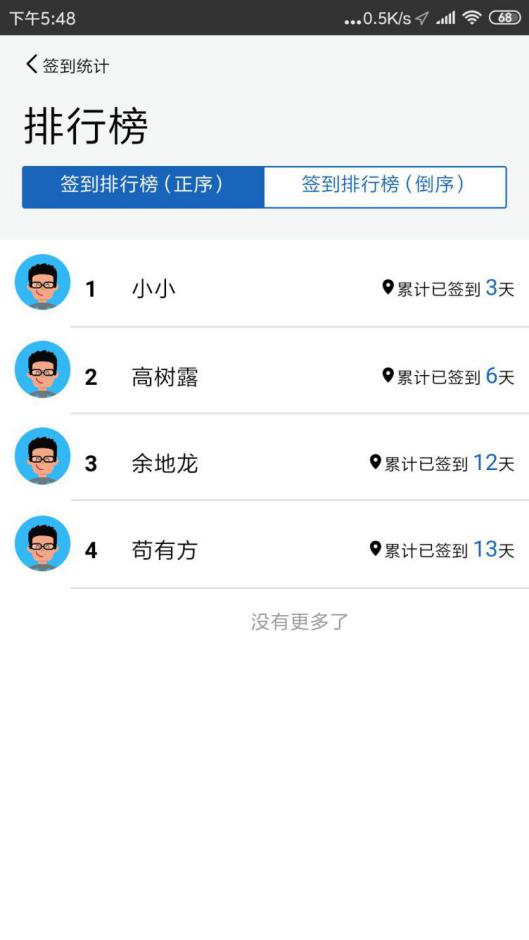 下午5:48 ...0.5K/s 68
签到统计
排行榜
签到排行榜(正序) 签到排行榜(倒序)
1 小小 累计已签到 3天
2 高树露 累计已签到 6天
3 余地龙 累计已签到 12天
4 苟有方 累计已签到 13天
没有更多了